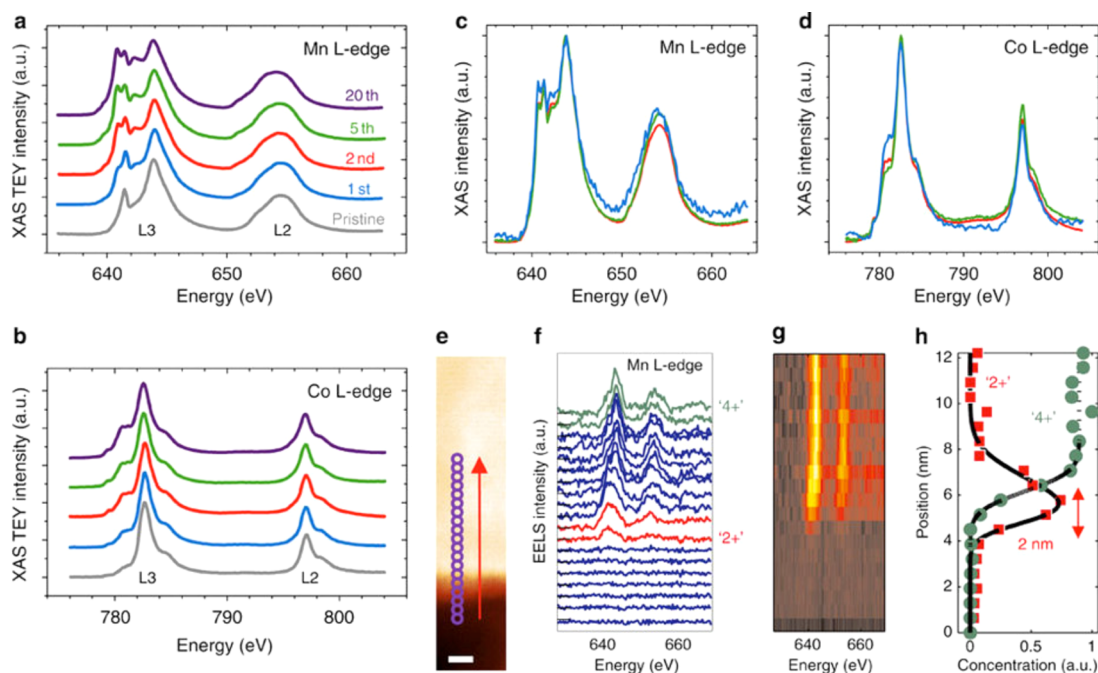 a
Mn L-edge
XAS TEY intensity (a.u.)
20 th
5 th
2 nd
1 st
Pristine
L3
L2
640
650
660
Energy (eV)
b
Co L-edge
XAS TEY intensity (a.u.)
L3
L2
780
790
800
Energy (eV)
c
Mn L-edge
XAS intensity (a.u.)
640
650
660
Energy (eV)
d
Co L-edge
XAS intensity (a.u.)
780
790
800
Energy (eV)
e
f
Mn L-edge
EELS intensity (a.u.)
'4+'
'2+'
640
660
Energy (eV)
g
640
660
Energy (eV)
h
12
10
8
6
4
2
0
Position (nm)
'2+'
'4+'
2 nm
0
0.5
1
Concentration (a.u.)